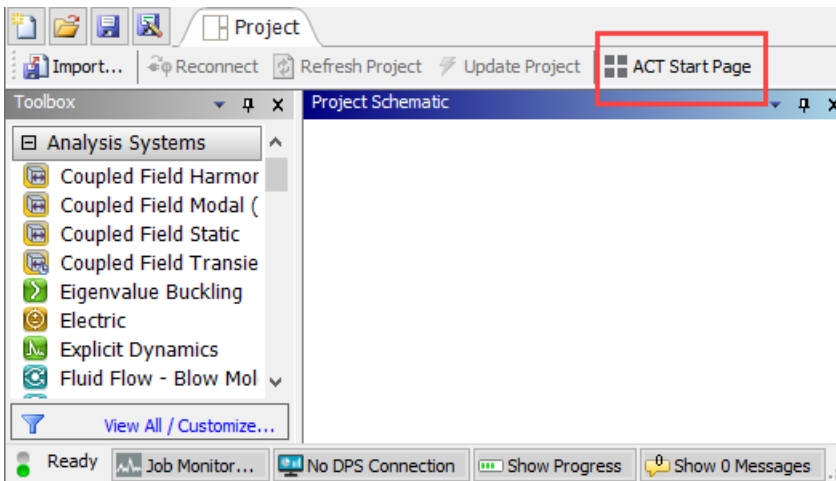 Project
Import... Reconnect Refresh Project Update Project ACT Start Page
Toolbox Project Schematic
Analysis Systems
Coupled Field Harmor
Coupled Field Modal (
Coupled Field Static
Coupled Field Transie
Eigenvalue Buckling
Electric
Explicit Dynamics
Fluid Flow - Blow Mol
View All / Customize...
Ready Job Monitor... No DPS Connection Show Progress 0 Show 0 Messages